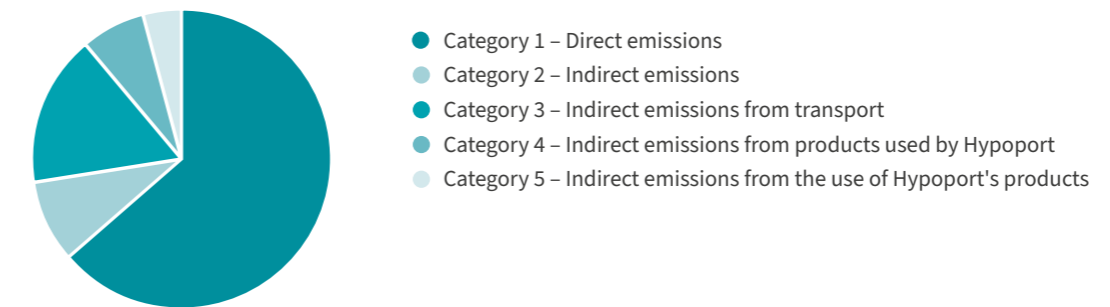 Category 1 – Direct emissions
Category 2 – Indirect emissions
Category 3 – Indirect emissions from transport
Category 4 – Indirect emissions from products used by Hypoport
Category 5 – Indirect emissions from the use of Hypoport's products